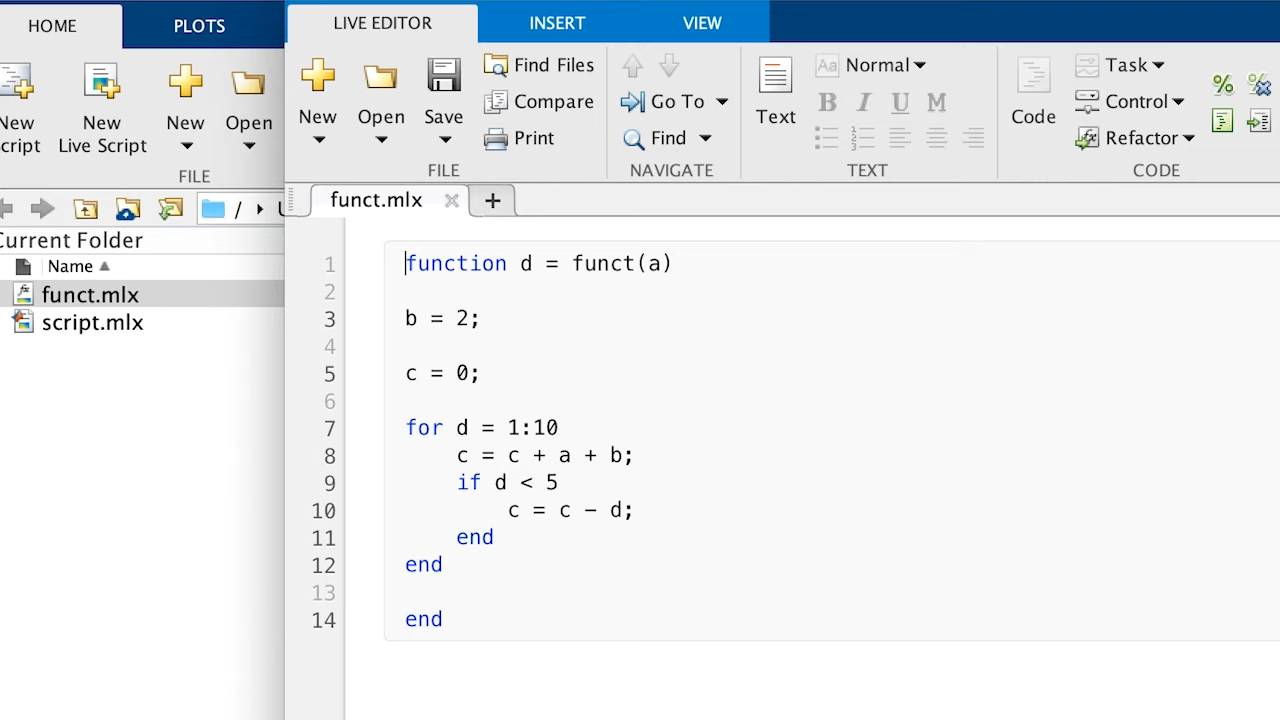 HOME PLOTS LIVE EDITOR INSERT VIEW
New Script
New Live Script
New
Open
FILE
New
Open
Save
Find Files
Compare
Print
FILE
Go To
Find
NAVIGATE
Text
Aa Normal
B I U M
TEXT
Code
Task
Control
Refactor
CODE
/
Current Folder
Name
funct.mlx
script.mlx
funct.mlx
1 function d = funct(a)
2
3 b = 2;
4
5 c = 0;
6
7 for d = 1:10
8 c = c + a + b;
9 if d < 5
10 c = c - d;
11 end
12 end
13
14 end